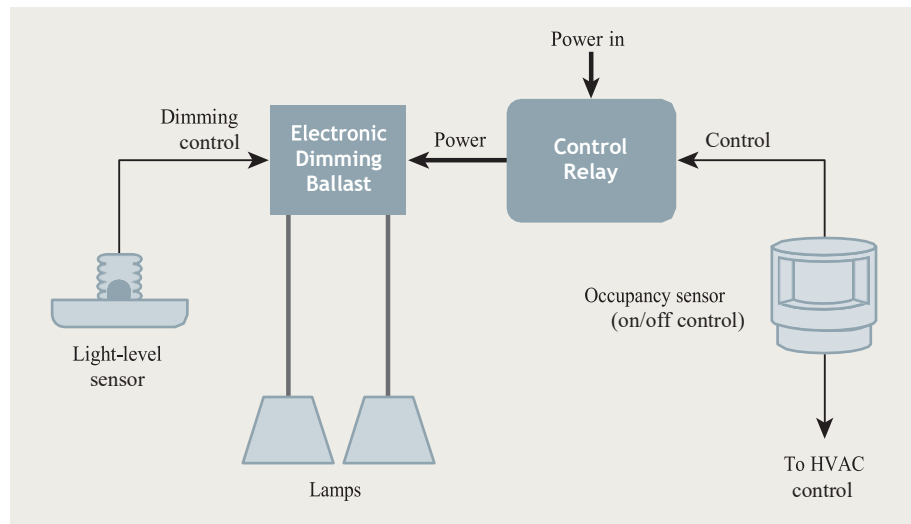 Power in
Dimming
control
Electronic
Dimming
Ballast
Power
Control
Relay
Control
Light-level
sensor
Occupancy sensor
(on/off control)
Lamps
To HVAC
control